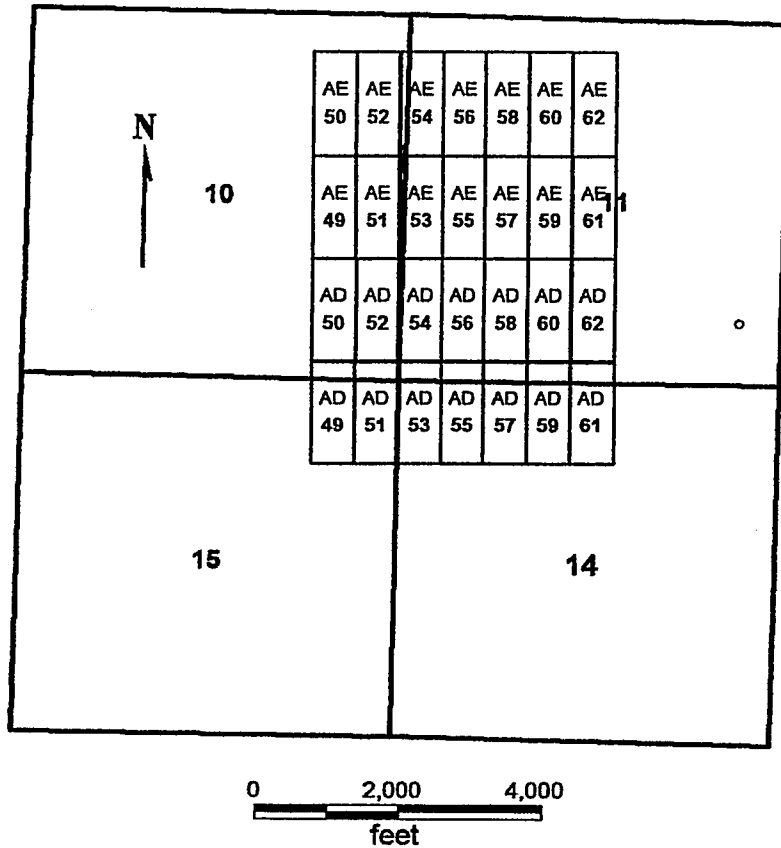 AE AE AE AE AE AE AE
50 52 54 56 58 60 62
N
10
AE AE AE AE AE AE AE
49 51 53 55 57 59 61
11
AD AD AD AD AD AD AD
50 52 54 56 58 60 62
AD AD AD AD AD AD AD
49 51 53 55 57 59 61
15
14
0 2,000 4,000
feet